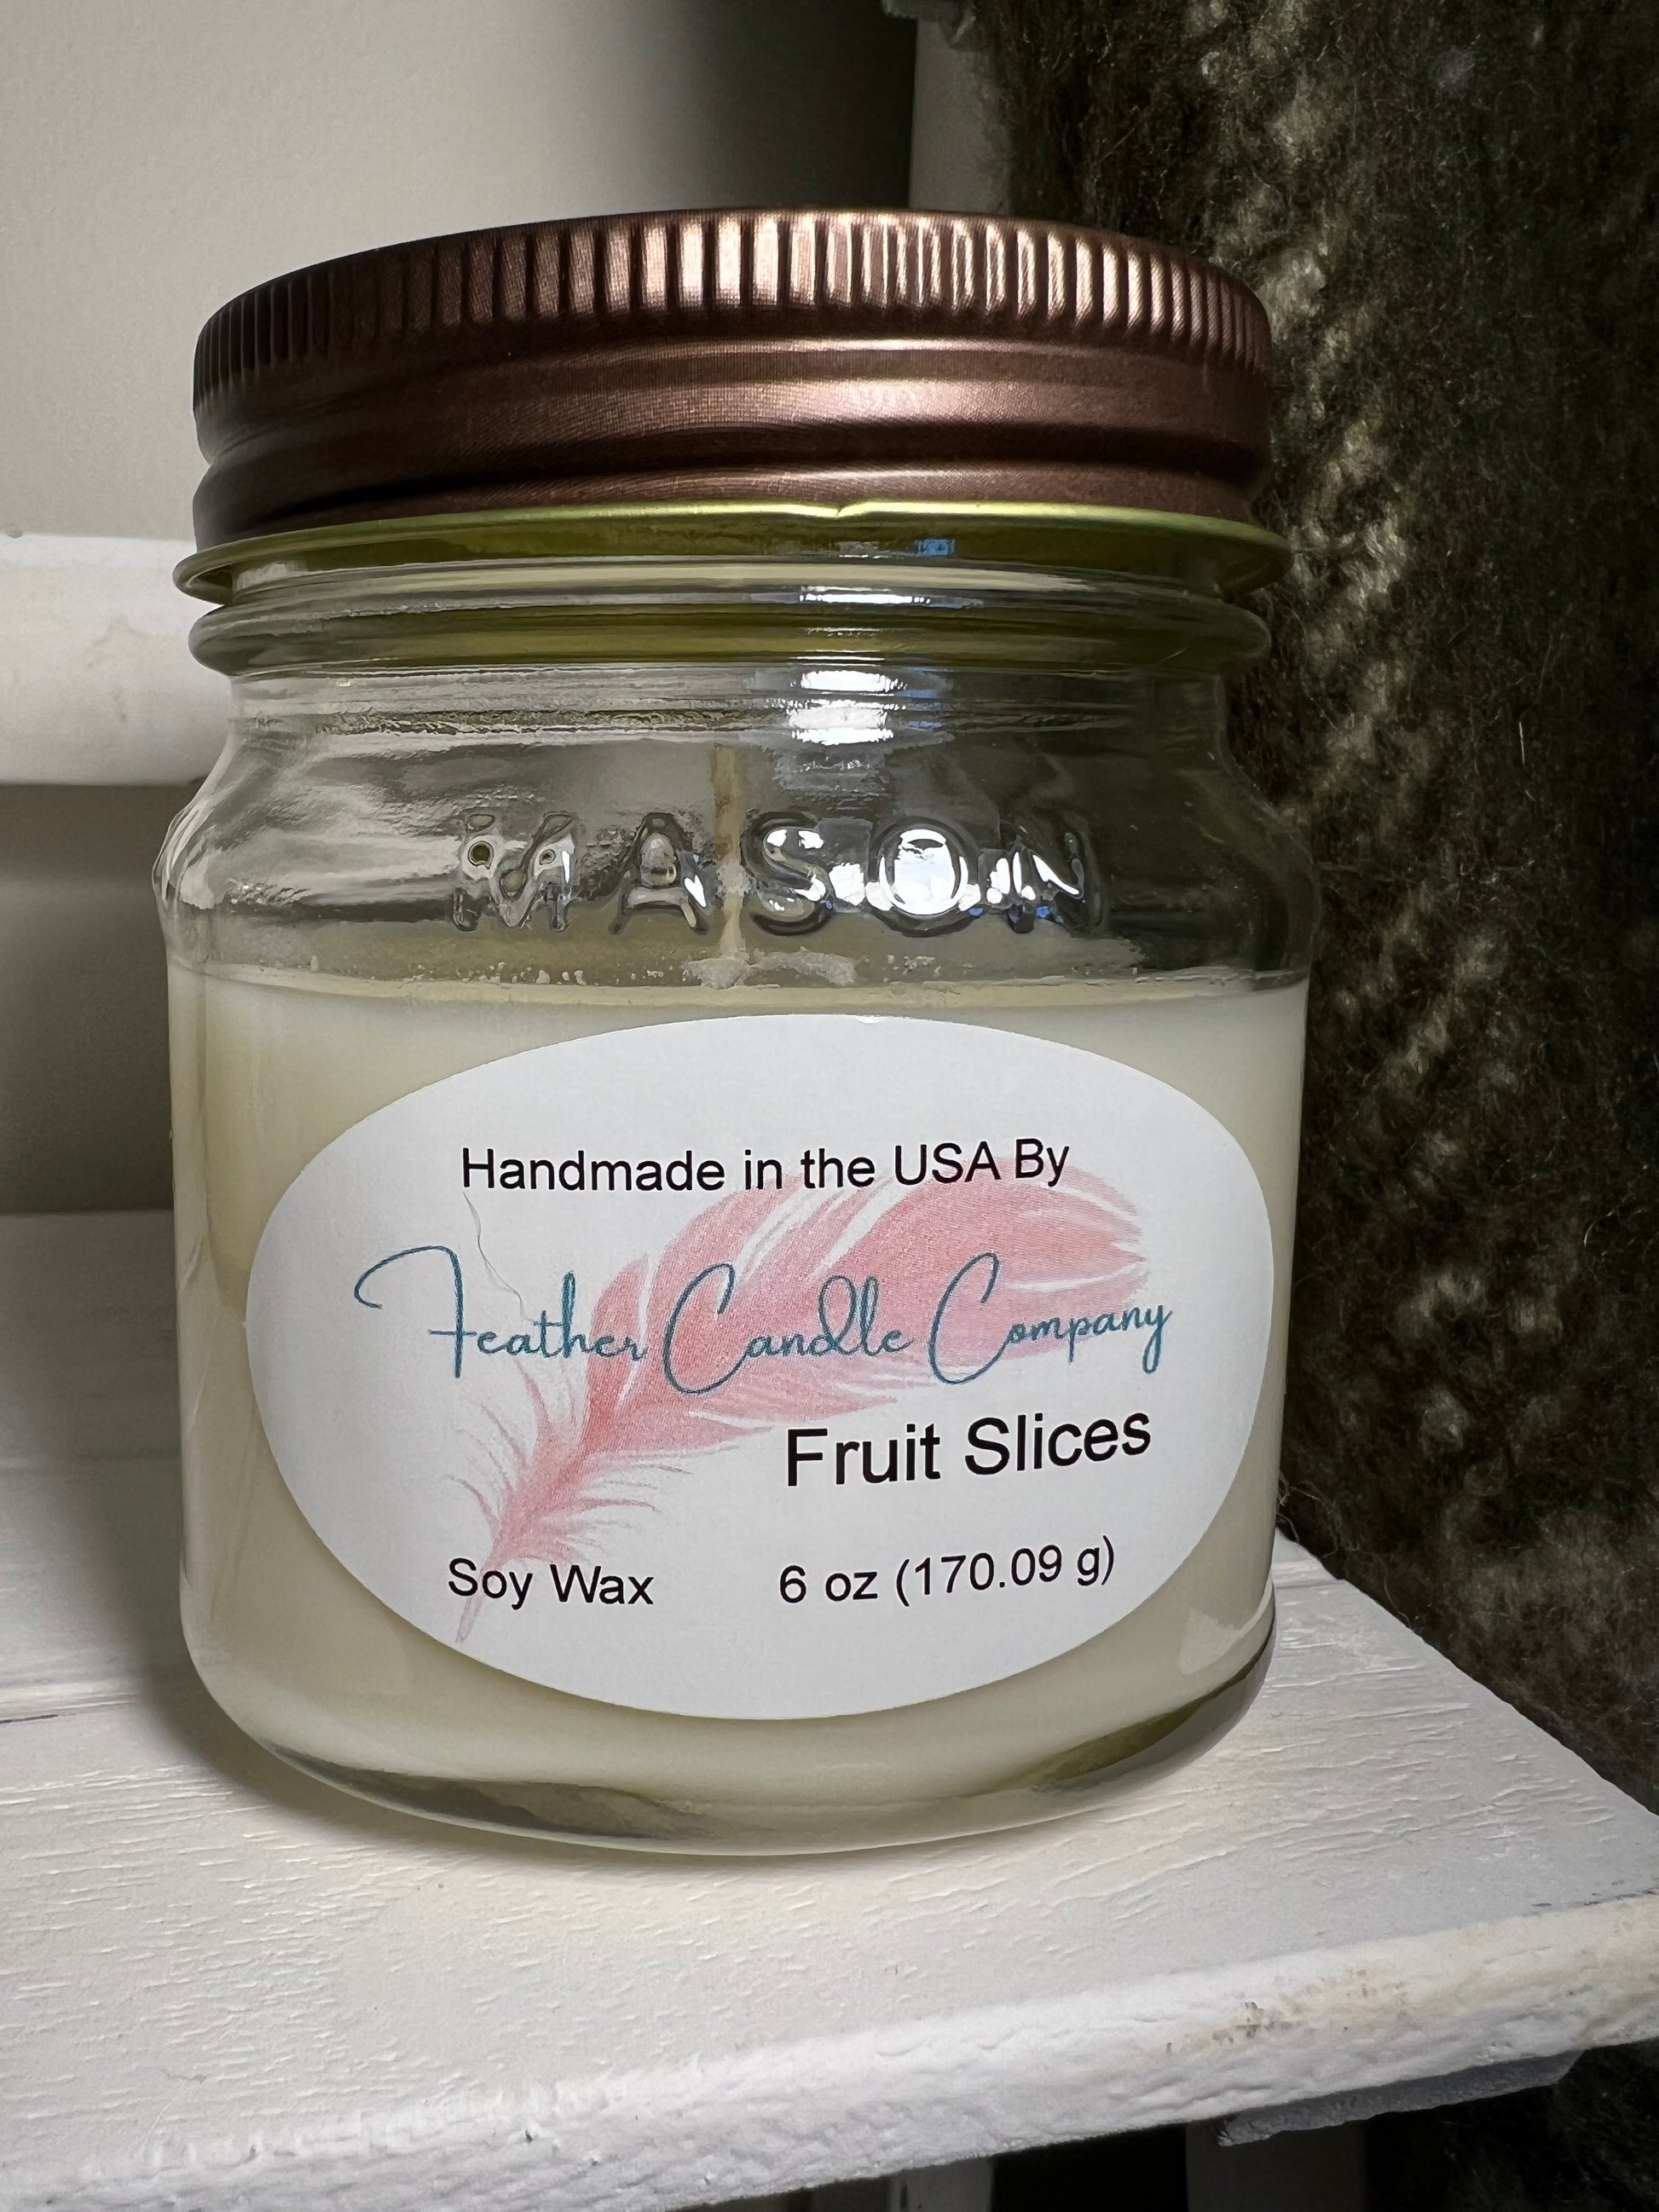 MASON
Handmade in the USA By
Feather Candle Company
Fruit Slices
Soy Wax 6 oz (170.09 g)